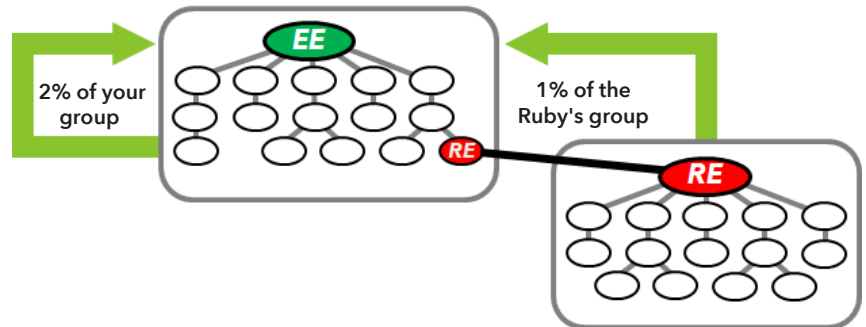 EE
2% of your
group
1% of the
Ruby's group
RE
RE